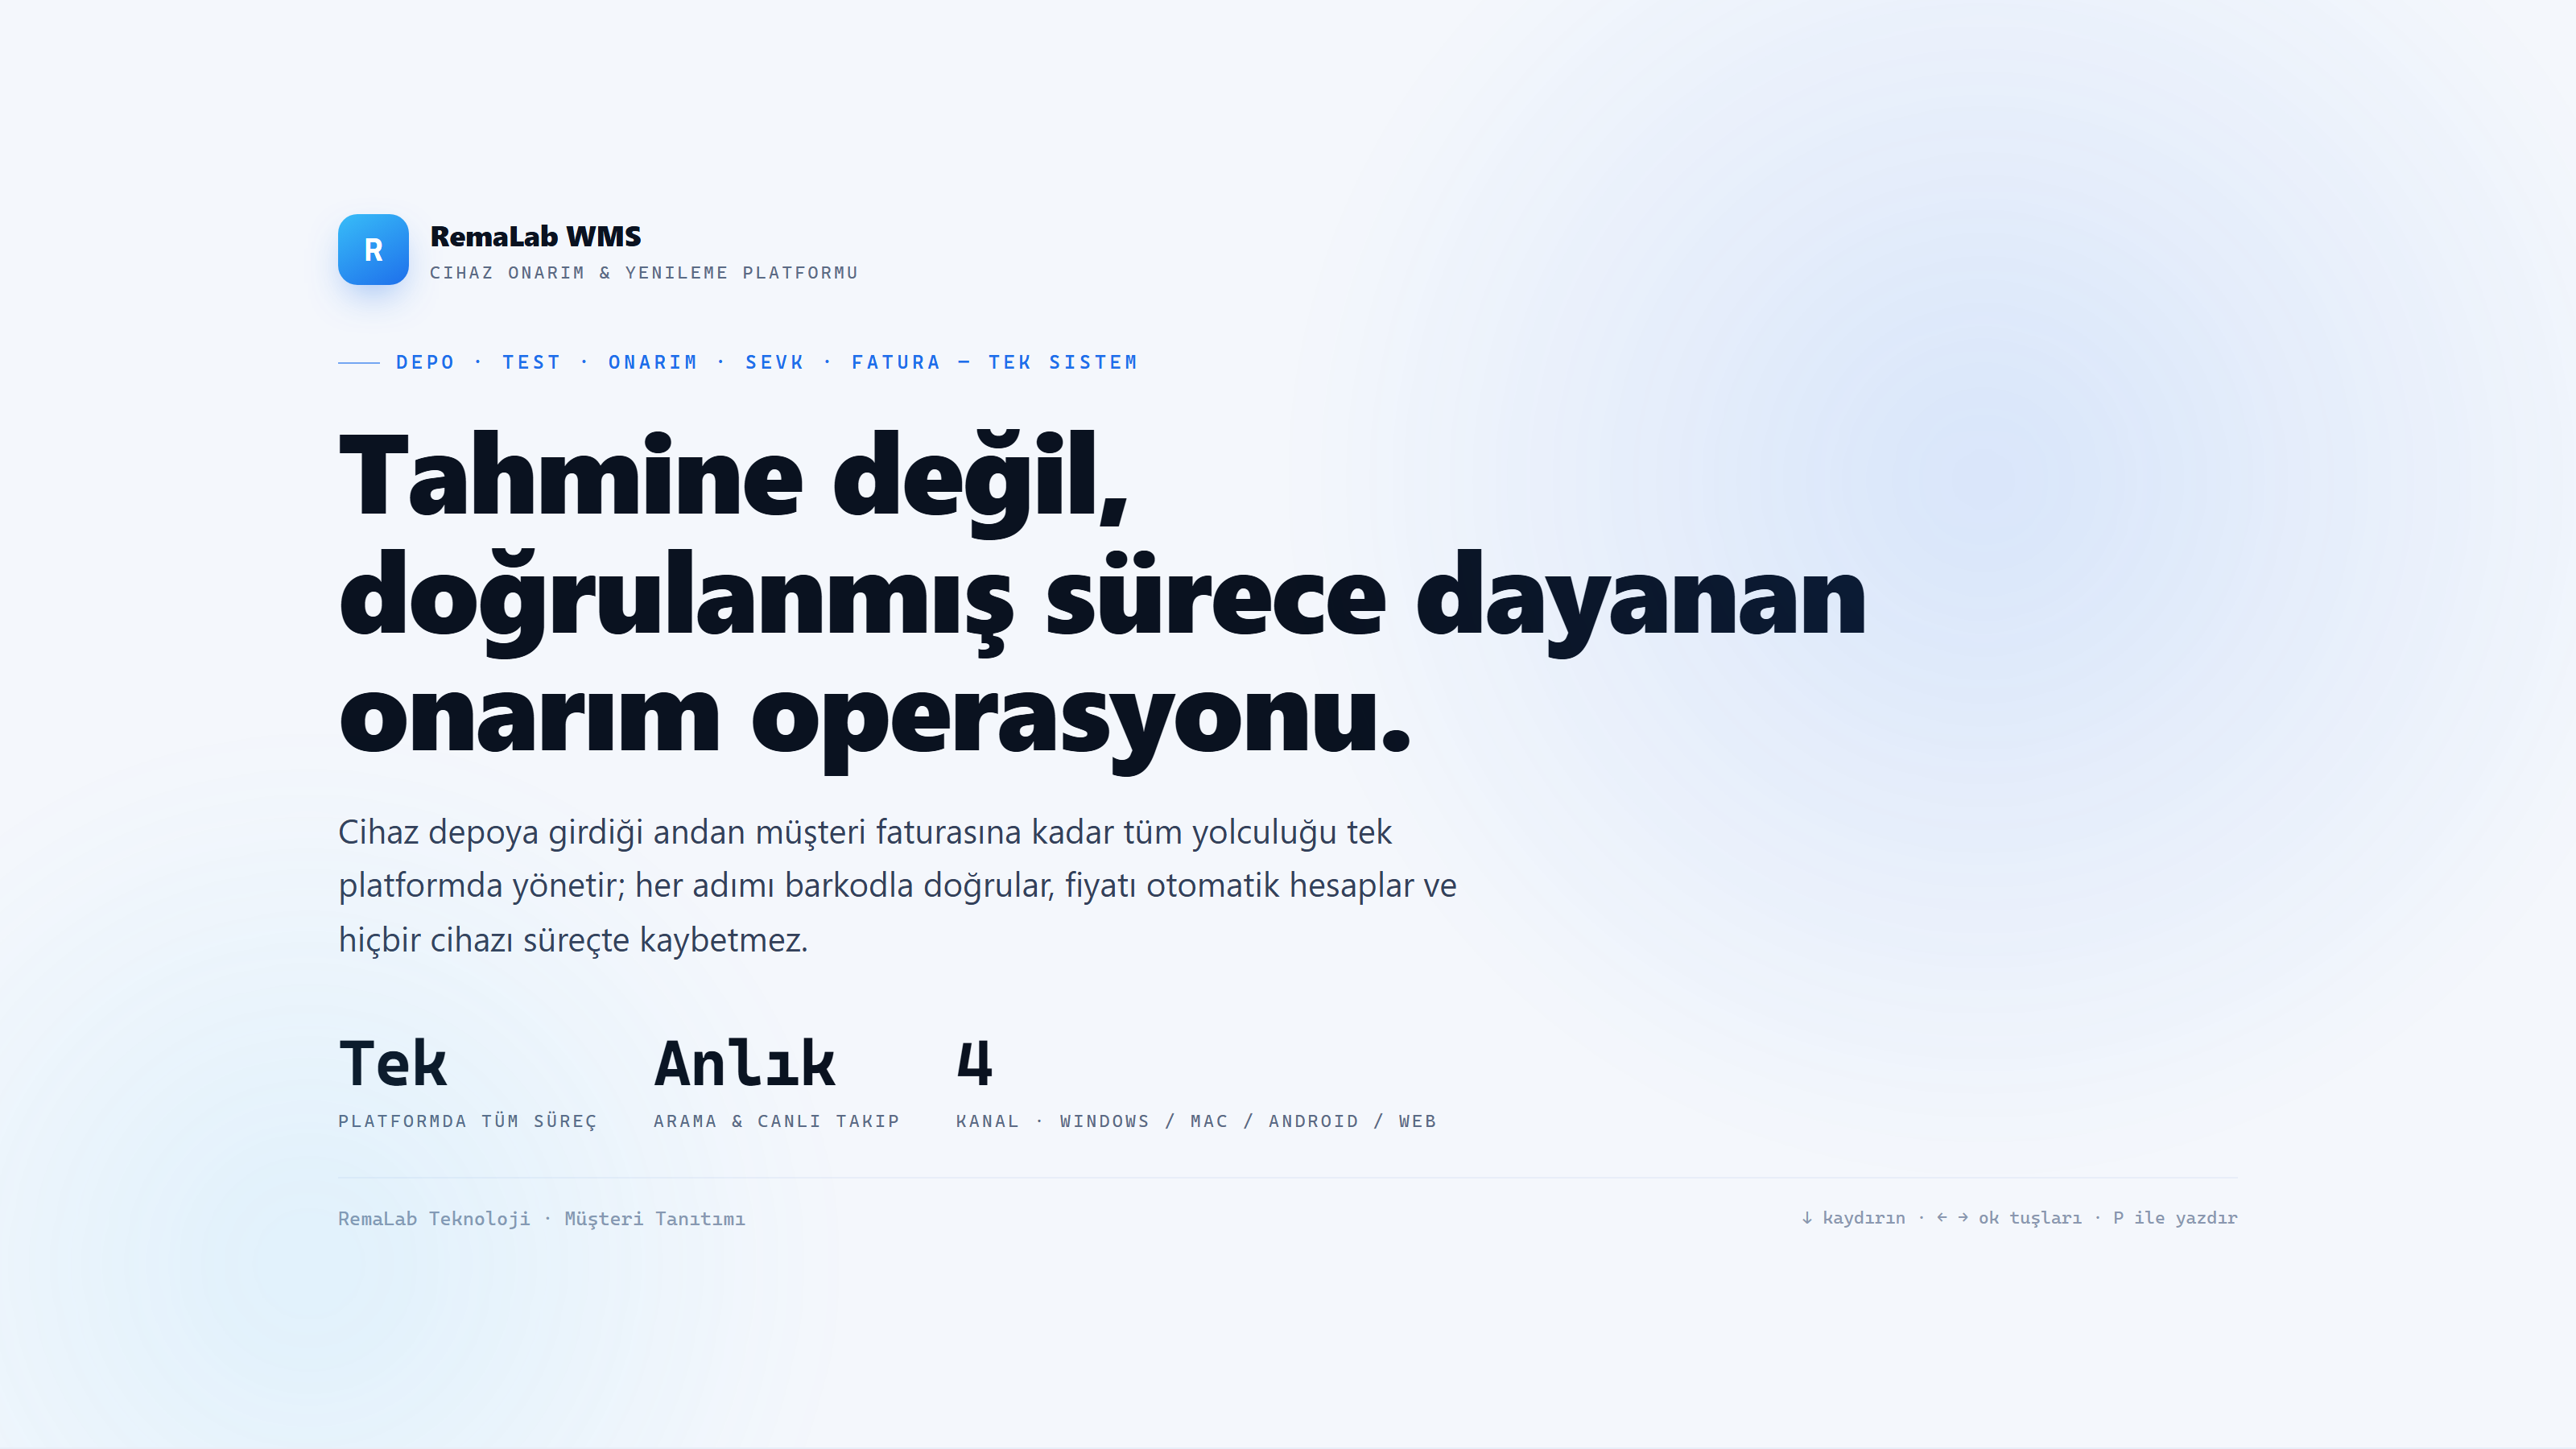 R
RemaLab WMS
CIHAZ ONARIM & YENILEME PLATFORMU
DEPO · TEST · ONARIM · SEVK · FATURA — TEK SISTEM
Tahmine değil,
doğrulanmış sürece dayanan
onarım operasyonu.
Cihaz depoya girdiği andan müşteri faturasına kadar tüm yolculuğu tek
platformda yönetir; her adımı barkodla doğrular, fiyatı otomatik hesaplar ve
hiçbir cihazı süreçte kaybetmez.
Tek
PLATFORMDA TÜM SÜREÇ
Anlık
ARAMA & CANLI TAKIP
4
KANAL · WINDOWS / MAC / ANDROID / WEB
RemaLab Teknoloji · Müşteri Tanıtımı
↓ kaydırın · ← → ok tuşları · P ile yazdır